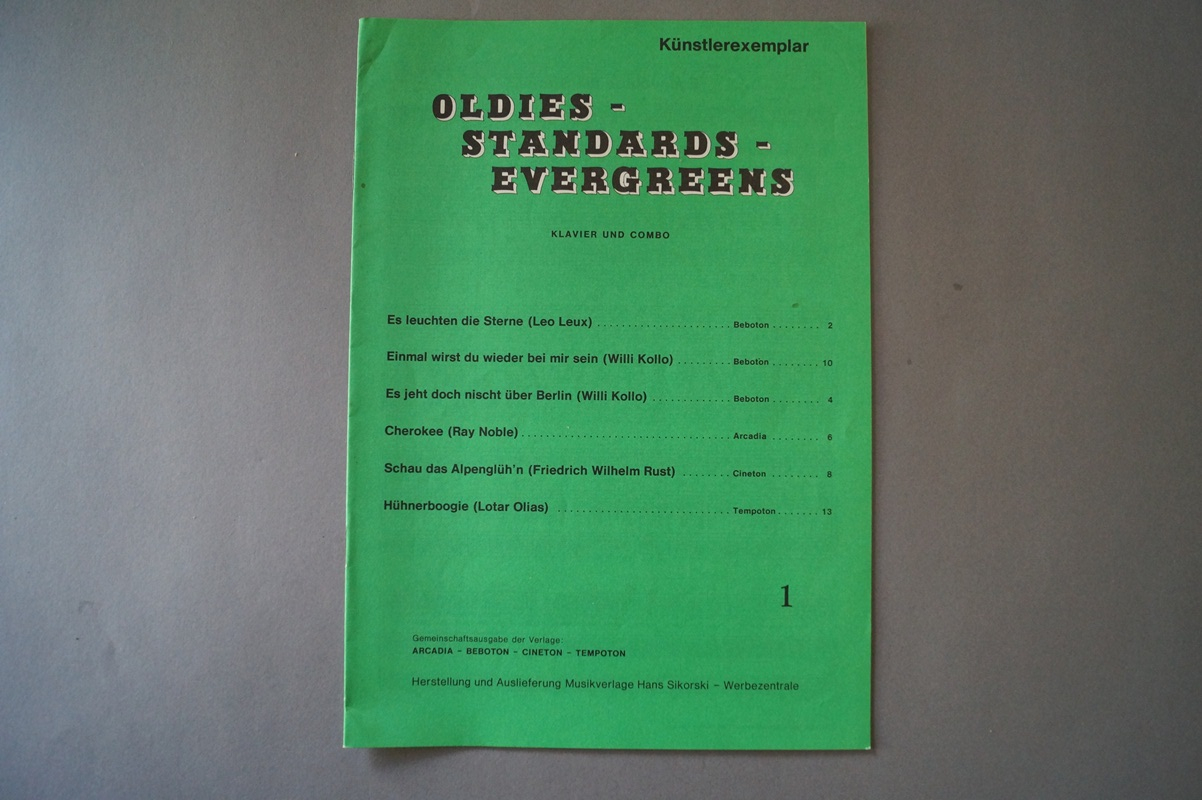 Künstlerexemplar
OLDIES -
STANDARDS -
EVERGREENS
KLAVIER UND COMBO
Es leuchten die Sterne (Leo Leux) . . . . . . . . . . . . . . . . . . . . . . Beboton . . . . . . . . 2
Einmal wirst du wieder bei mir sein (Willi Kollo) . . . . . . . . . Beboton . . . . . . . . 10
Es jeht doch nischt über Berlin (Willi Kollo) . . . . . . . . . . . . . Beboton . . . . . . . . 4
Cherokee (Ray Noble) . . . . . . . . . . . . . . . . . . . . . . . . . . . . . . . . . . Arcadia . . . . . . . . 6
Schau das Alpenglüh'n (Friedrich Wilhelm Rust) . . . . . . . . Cineton . . . . . . . . 8
Hühnerboogie (Lotar Olias) . . . . . . . . . . . . . . . . . . . . . . . . . . . . Tempoton . . . . . . . 13
1
Gemeinschaftsausgabe der Verlage:
ARCADIA – BEBOTON – CINETON – TEMPOTON
Herstellung und Auslieferung Musikverlage Hans Sikorski – Werbezentrale